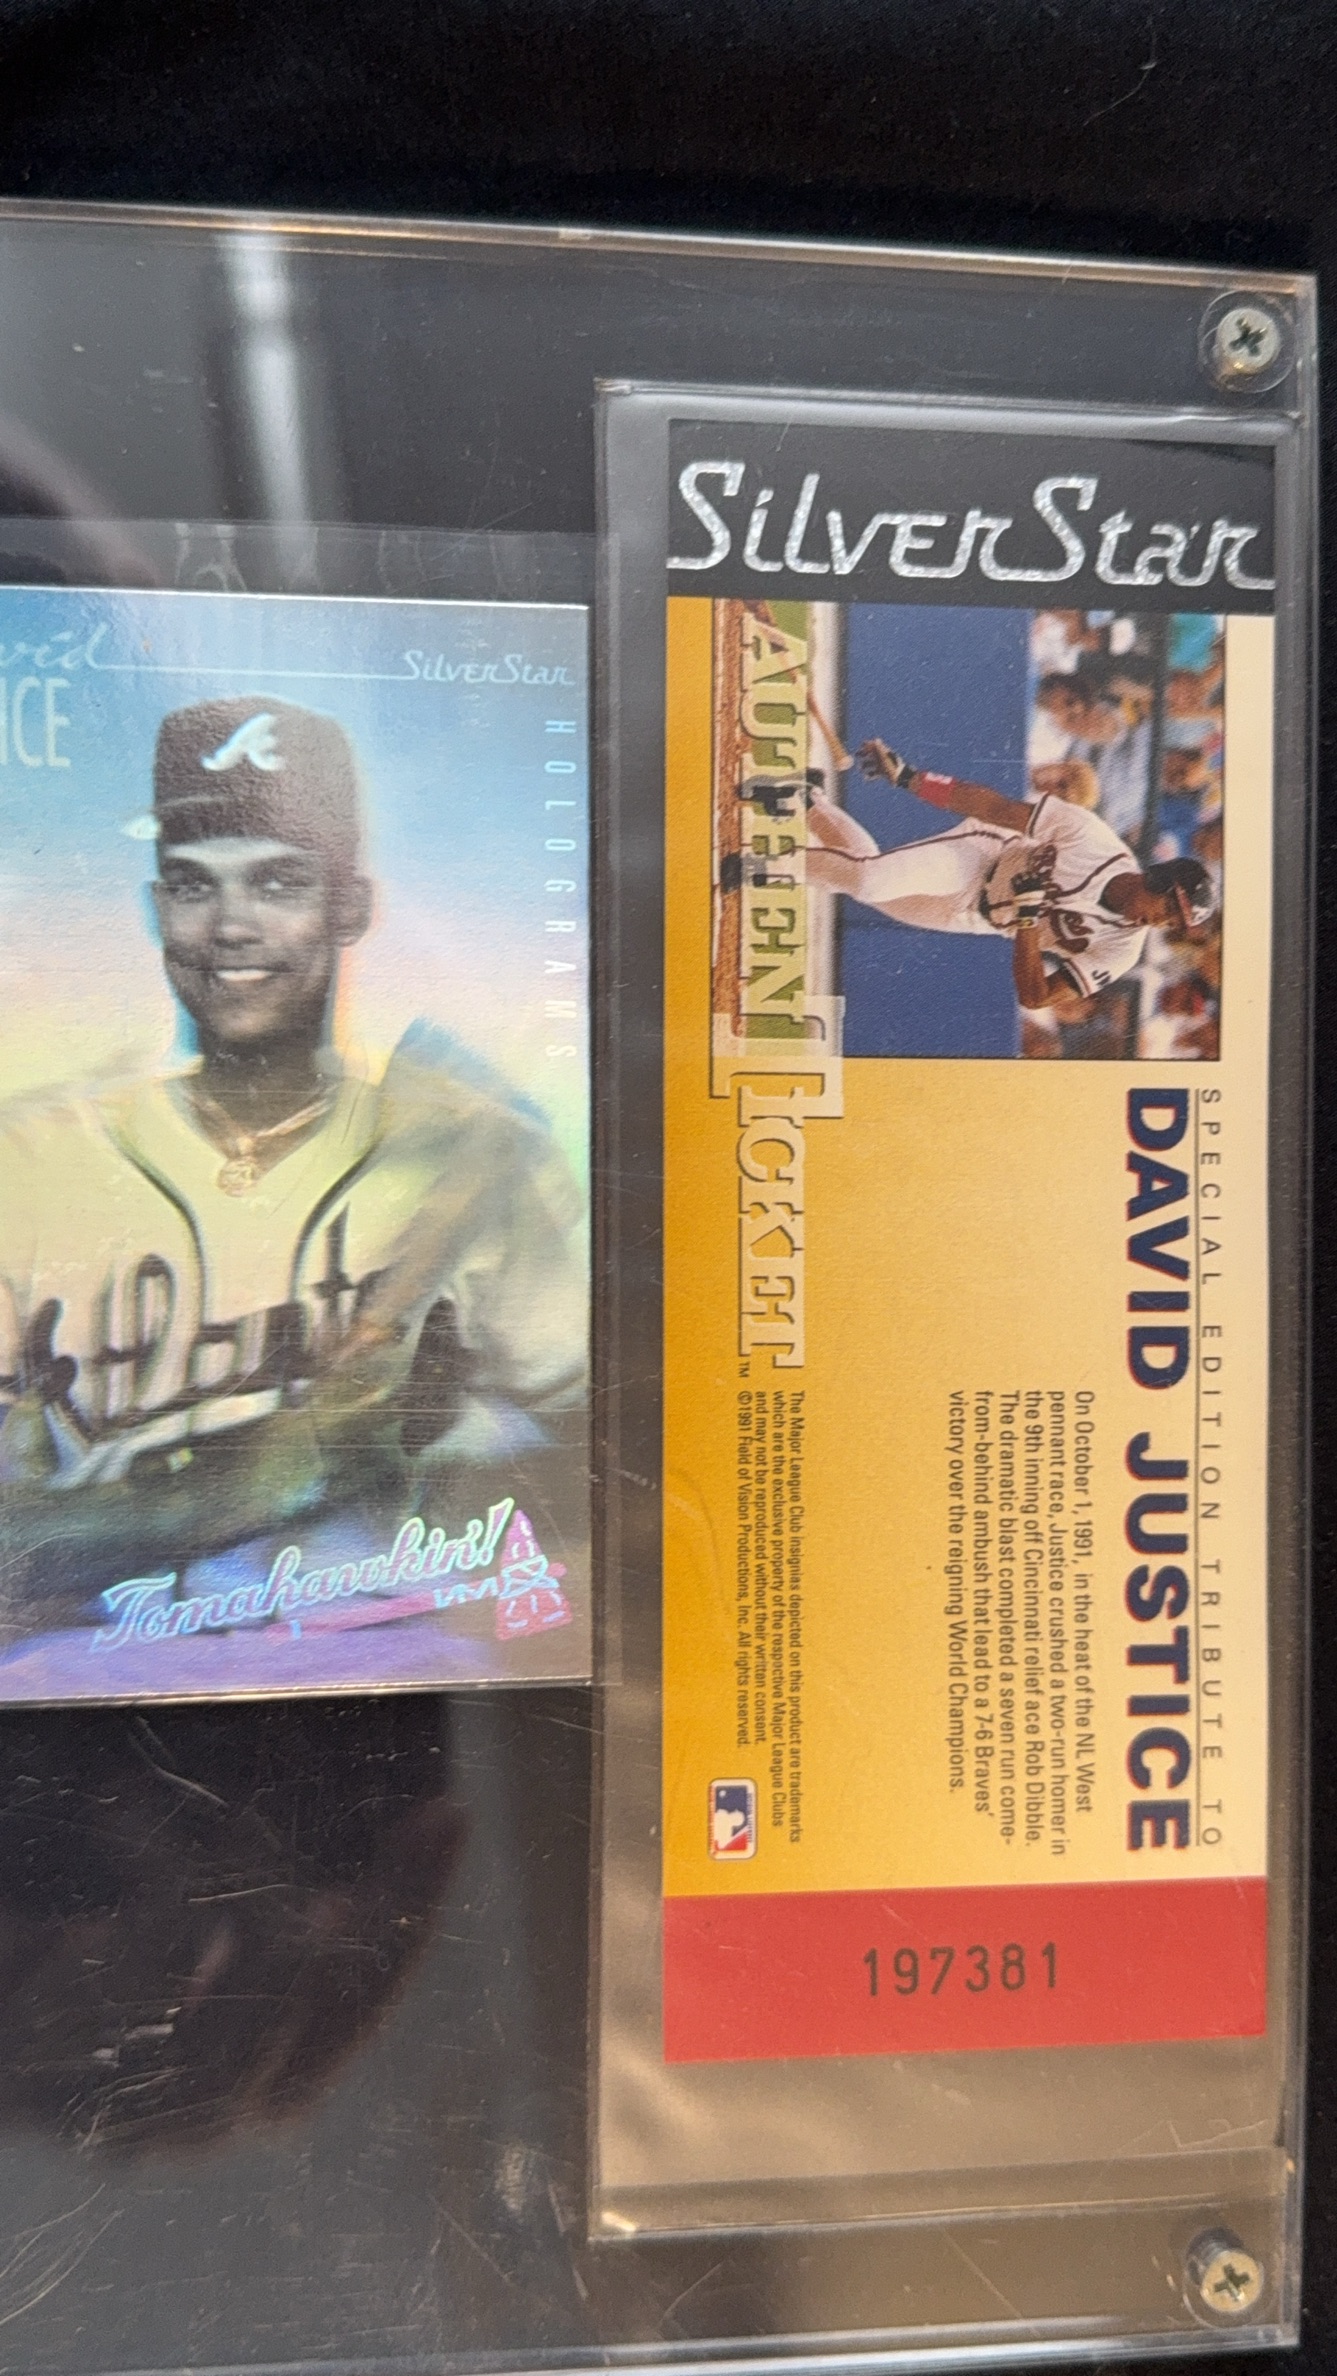 vid
ICE
SilverStar
HOLOGRAMS
A
Atlanta
Tomahawkin'!
SilverStar
AUTHENTIC TICKET™
SPECIAL EDITION TRIBUTE TO
DAVID JUSTICE
On October 1, 1991, in the heat of the NL West
pennant race, Justice crushed a two-run homer in
the 9th inning off Cincinnati relief ace Rob Dibble.
The dramatic blast completed a seven run come-
from-behind ambush that lead to a 7-6 Braves'
victory over the reigning World Champions.
The Major League Club insignias depicted on this product are trademarks
which are the exclusive property of the respective Major League Clubs
and may not be reproduced without their written consent.
©1991 Field of Vision Productions, Inc. All rights reserved.
197381